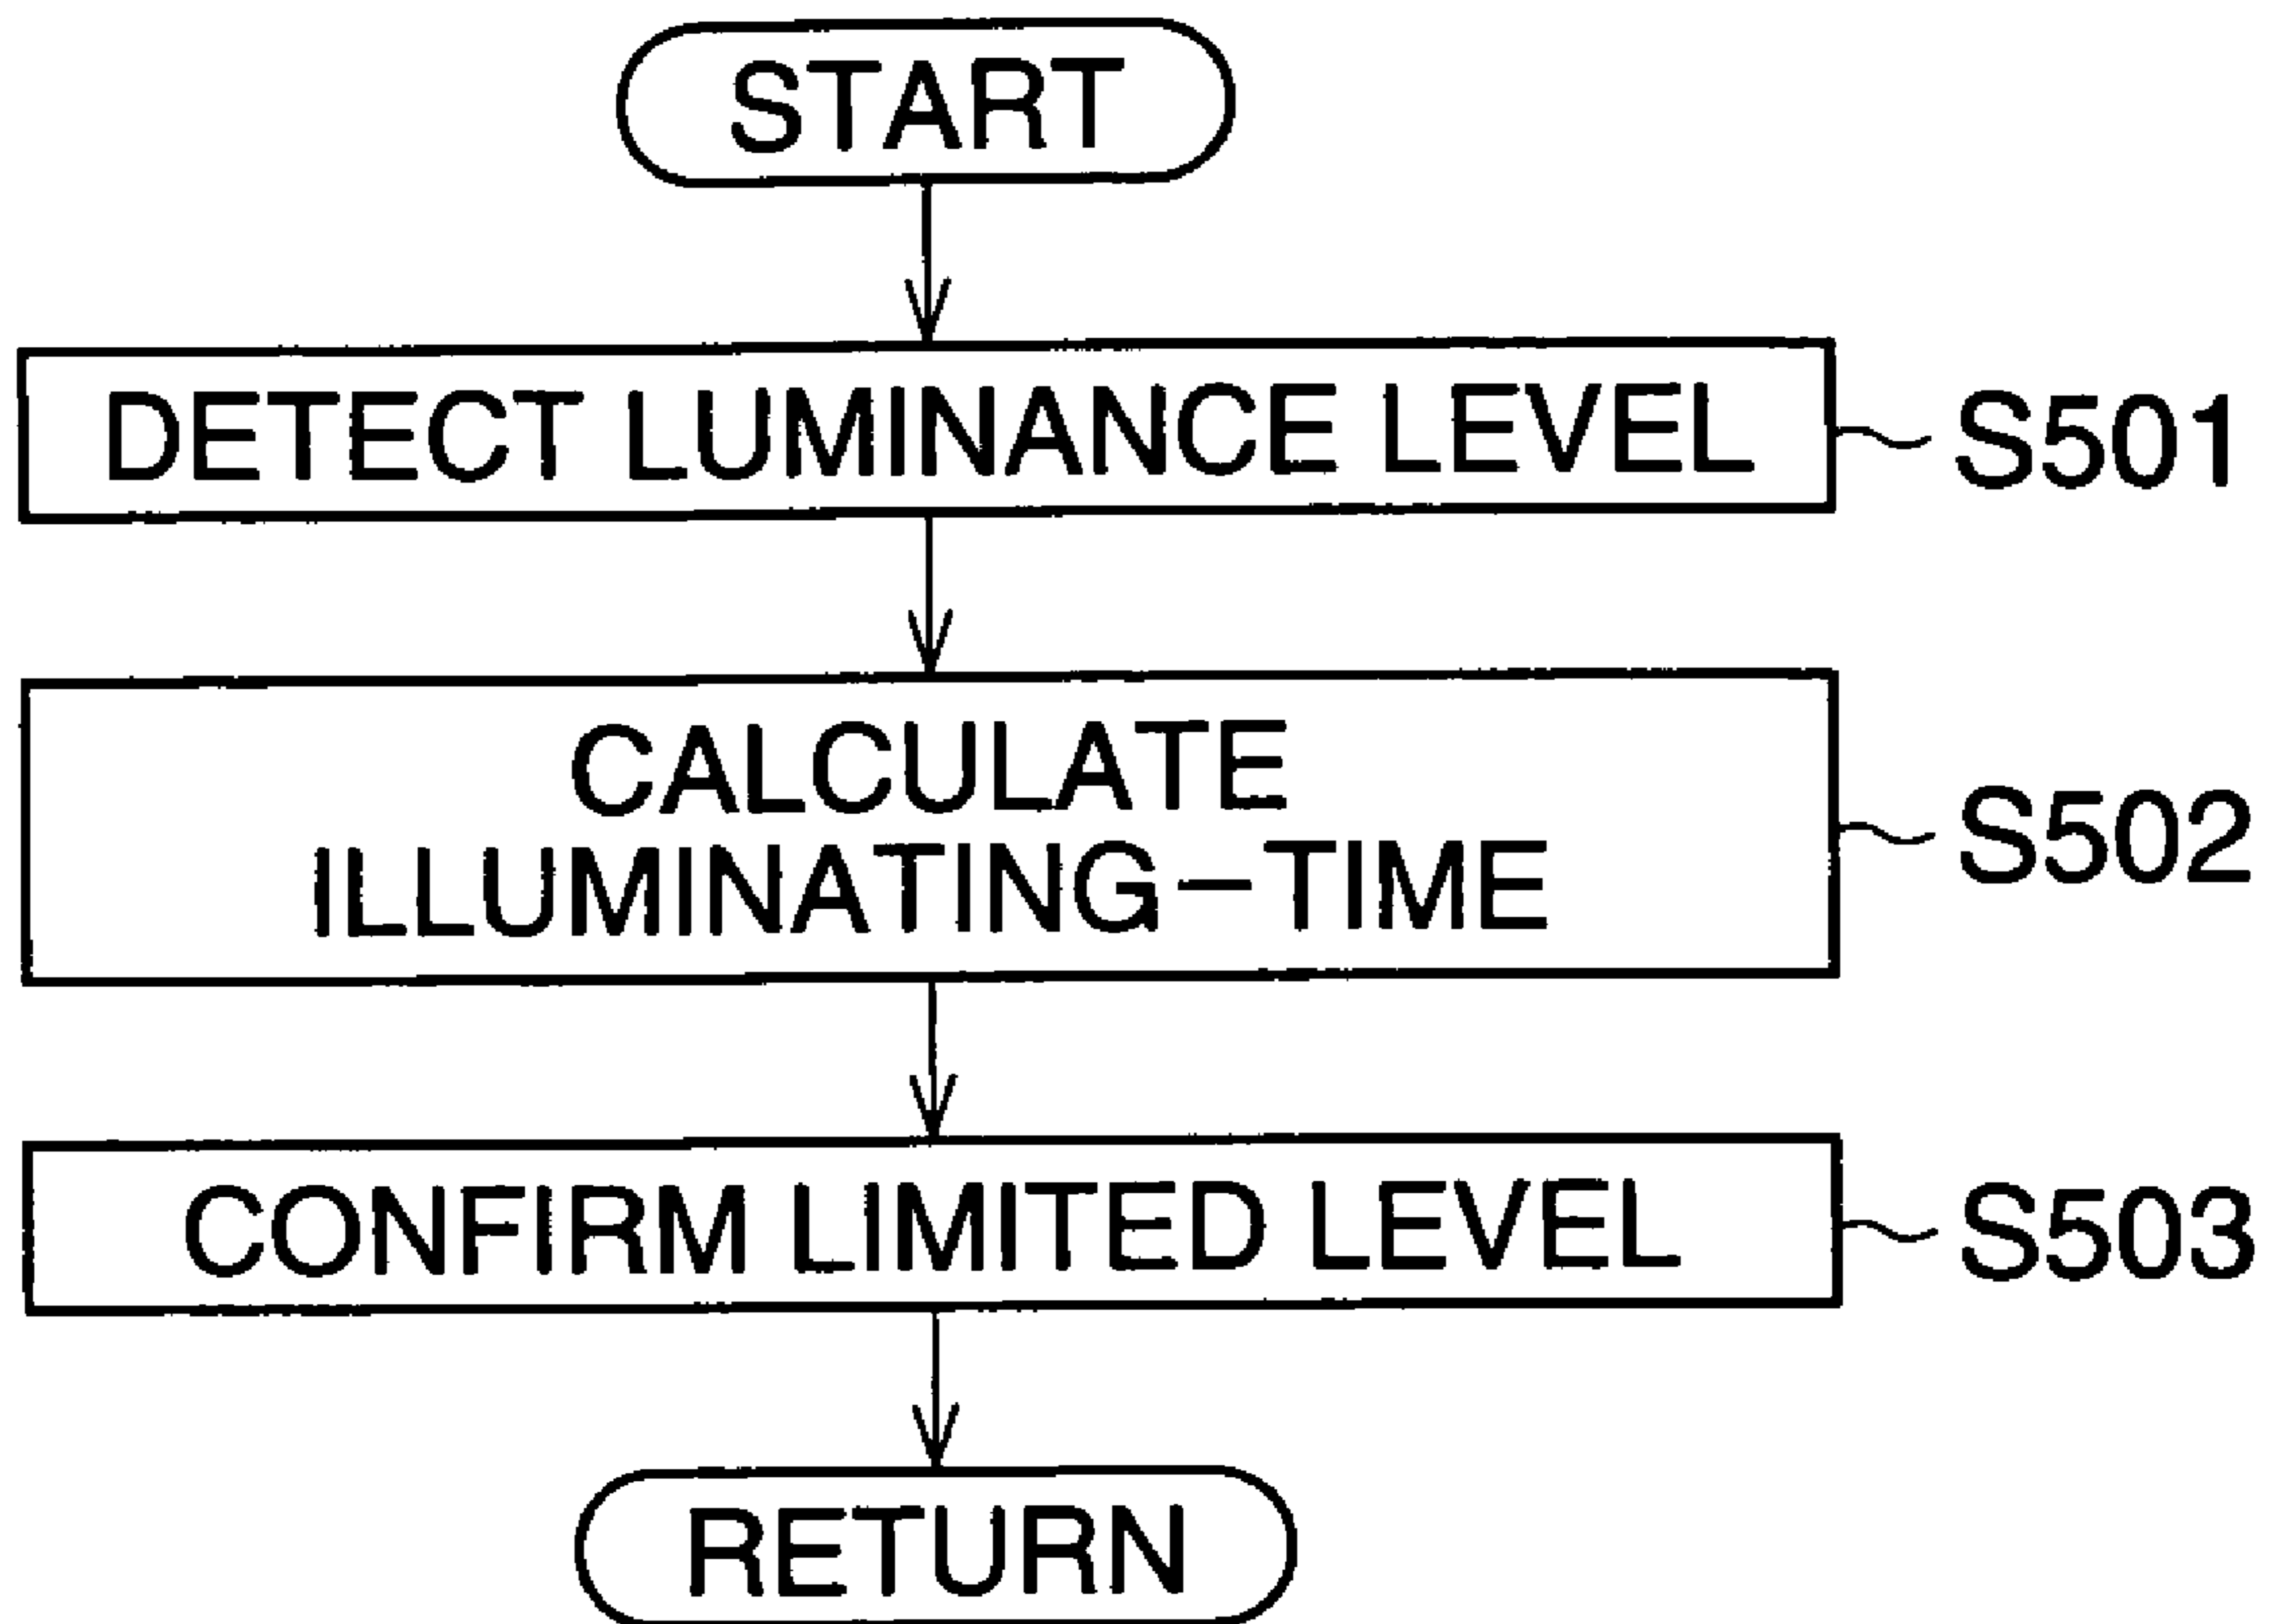 START
DETECT LUMINANCE LEVEL S501
CALCULATE
ILLUMINATING-TIME S502
CONFIRM LIMITED LEVEL S503
RETURN